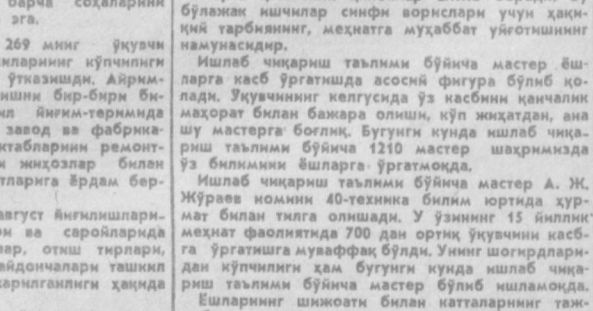 барча соҳаларини
эга.
269 минг ўқувчи
ниларнинг кўпчилиги
ўтказишди. Айрим-
ишни бир-бири би-
йиғим-теримида
завод ва фабрика-
ктабларини ремонт-
и жиҳозлар билан
тларига ёрдам бер-
август йиғилишлари-
ри ва саройларида
лар, отиш тирлари,
айдончалари ташкил
карилганлиги ҳақида
бўлажак ишчилар синфи ворислари учун ҳақи-
қий тарбиянинг, меҳнатга муҳаббат уйғотишнинг
намунасидир.
Ишлаб чиқариш таълими бўйича мастер ёш-
ларга касб ўргатишда асосий фигура бўлиб қо-
лади. Ўқувчининг келгусида ўз касбини қанчалик
маҳорат билан бажара олиши, кўп жиҳатдан, ана
шу мастерга боғлиқ. Бугунги кунда ишлаб чиқа-
риш таълими бўйича 1210 мастер шаҳримизда
ўз билимини ёшларга ўргатмоқда.
Ишлаб чиқариш таълими бўйича мастер А. Ж.
Жўраев номини 40-техника билим юртида ҳур-
мат билан тилга олишади. У ўзининг 15 йиллик
меҳнат фаолиятида 700 дан ортиқ ўқувчини касб-
га ўргатишга муваффақ бўлди. Унинг шогирдлари-
дан кўпчилиги ҳам бугунги кунда ишлаб чиқа-
риш таълими бўйича мастер бўлиб ишламоқда.
Ёшларнинг шижоати билан катталарнинг таж-